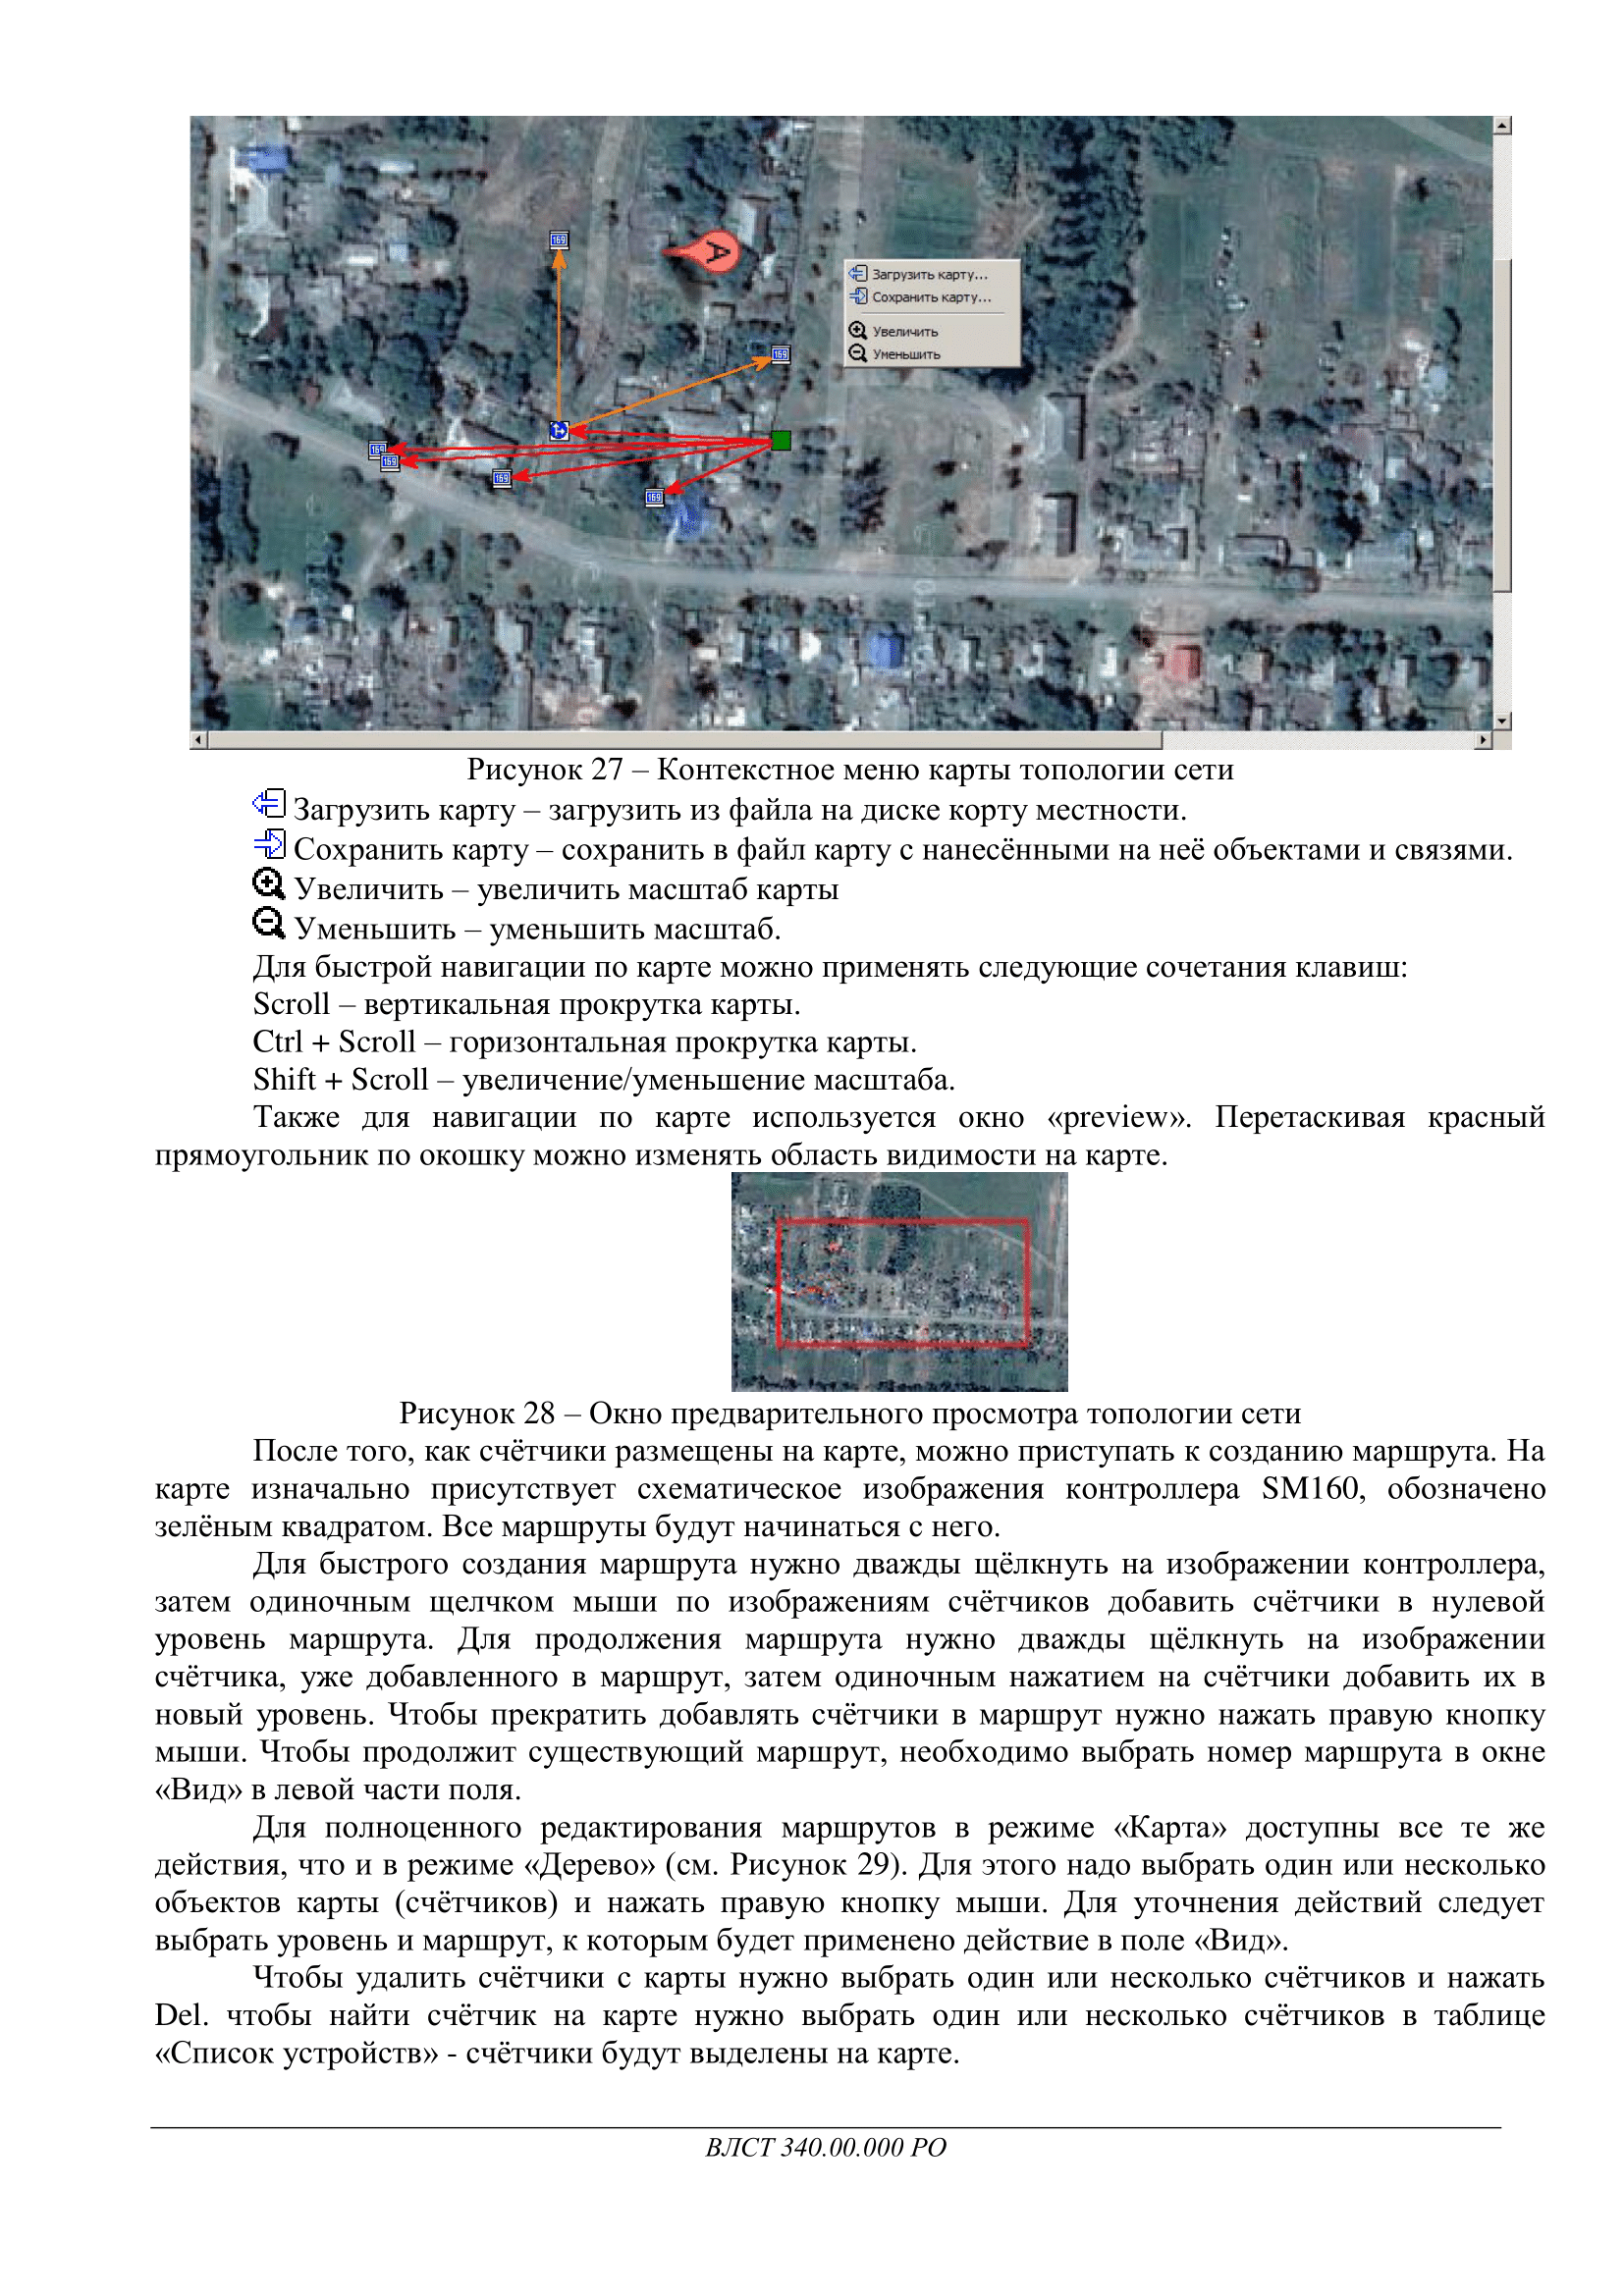 А
169
Загрузить карту...
Сохранить карту...
Увеличить
Уменьшить
169
169
169
169
169
Рисунок 27 – Контекстное меню карты топологии сети
Загрузить карту – загрузить из файла на диске корту местности.
Сохранить карту – сохранить в файл карту с нанесёнными на неё объектами и связями.
Увеличить – увеличить масштаб карты
Уменьшить – уменьшить масштаб.
Для быстрой навигации по карте можно применять следующие сочетания клавиш:
Scroll – вертикальная прокрутка карты.
Ctrl + Scroll – горизонтальная прокрутка карты.
Shift + Scroll – увеличение/уменьшение масштаба.
Также для навигации по карте используется окно «preview». Перетаскивая красный
прямоугольник по окошку можно изменять область видимости на карте.
Рисунок 28 – Окно предварительного просмотра топологии сети
После того, как счётчики размещены на карте, можно приступать к созданию маршрута. На
карте изначально присутствует схематическое изображения контроллера SM160, обозначено
зелёным квадратом. Все маршруты будут начинаться с него.
Для быстрого создания маршрута нужно дважды щёлкнуть на изображении контроллера,
затем одиночным щелчком мыши по изображениям счётчиков добавить счётчики в нулевой
уровень маршрута. Для продолжения маршрута нужно дважды щёлкнуть на изображении
счётчика, уже добавленного в маршрут, затем одиночным нажатием на счётчики добавить их в
новый уровень. Чтобы прекратить добавлять счётчики в маршрут нужно нажать правую кнопку
мыши. Чтобы продолжит существующий маршрут, необходимо выбрать номер маршрута в окне
«Вид» в левой части поля.
Для полноценного редактирования маршрутов в режиме «Карта» доступны все те же
действия, что и в режиме «Дерево» (см. Рисунок 29). Для этого надо выбрать один или несколько
объектов карты (счётчиков) и нажать правую кнопку мыши. Для уточнения действий следует
выбрать уровень и маршрут, к которым будет применено действие в поле «Вид».
Чтобы удалить счётчики с карты нужно выбрать один или несколько счётчиков и нажать
Del. чтобы найти счётчик на карте нужно выбрать один или несколько счётчиков в таблице
«Список устройств» - счётчики будут выделены на карте.
ВЛСТ 340.00.000 РО